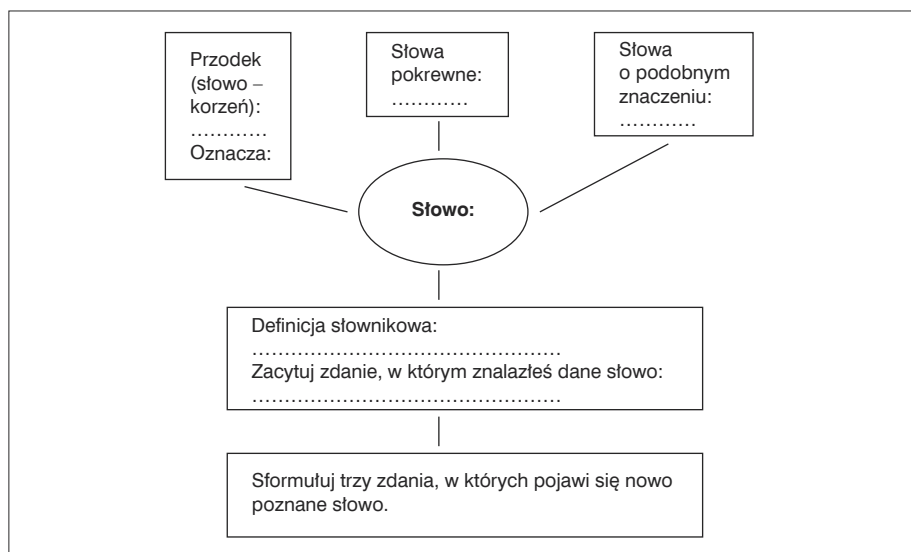 Przodek
(słowo –
korzeń):
…………
Oznacza:
Słowa
pokrewne:
…………
Słowa
o podobnym
znaczeniu:
…………
Słowo:
Definicja słownikowa:
………………………………………………
Zacytuj zdanie, w którym znalazłeś dane słowo:
………………………………………………
Sformułuj trzy zdania, w których pojawi się nowo
poznane słowo.